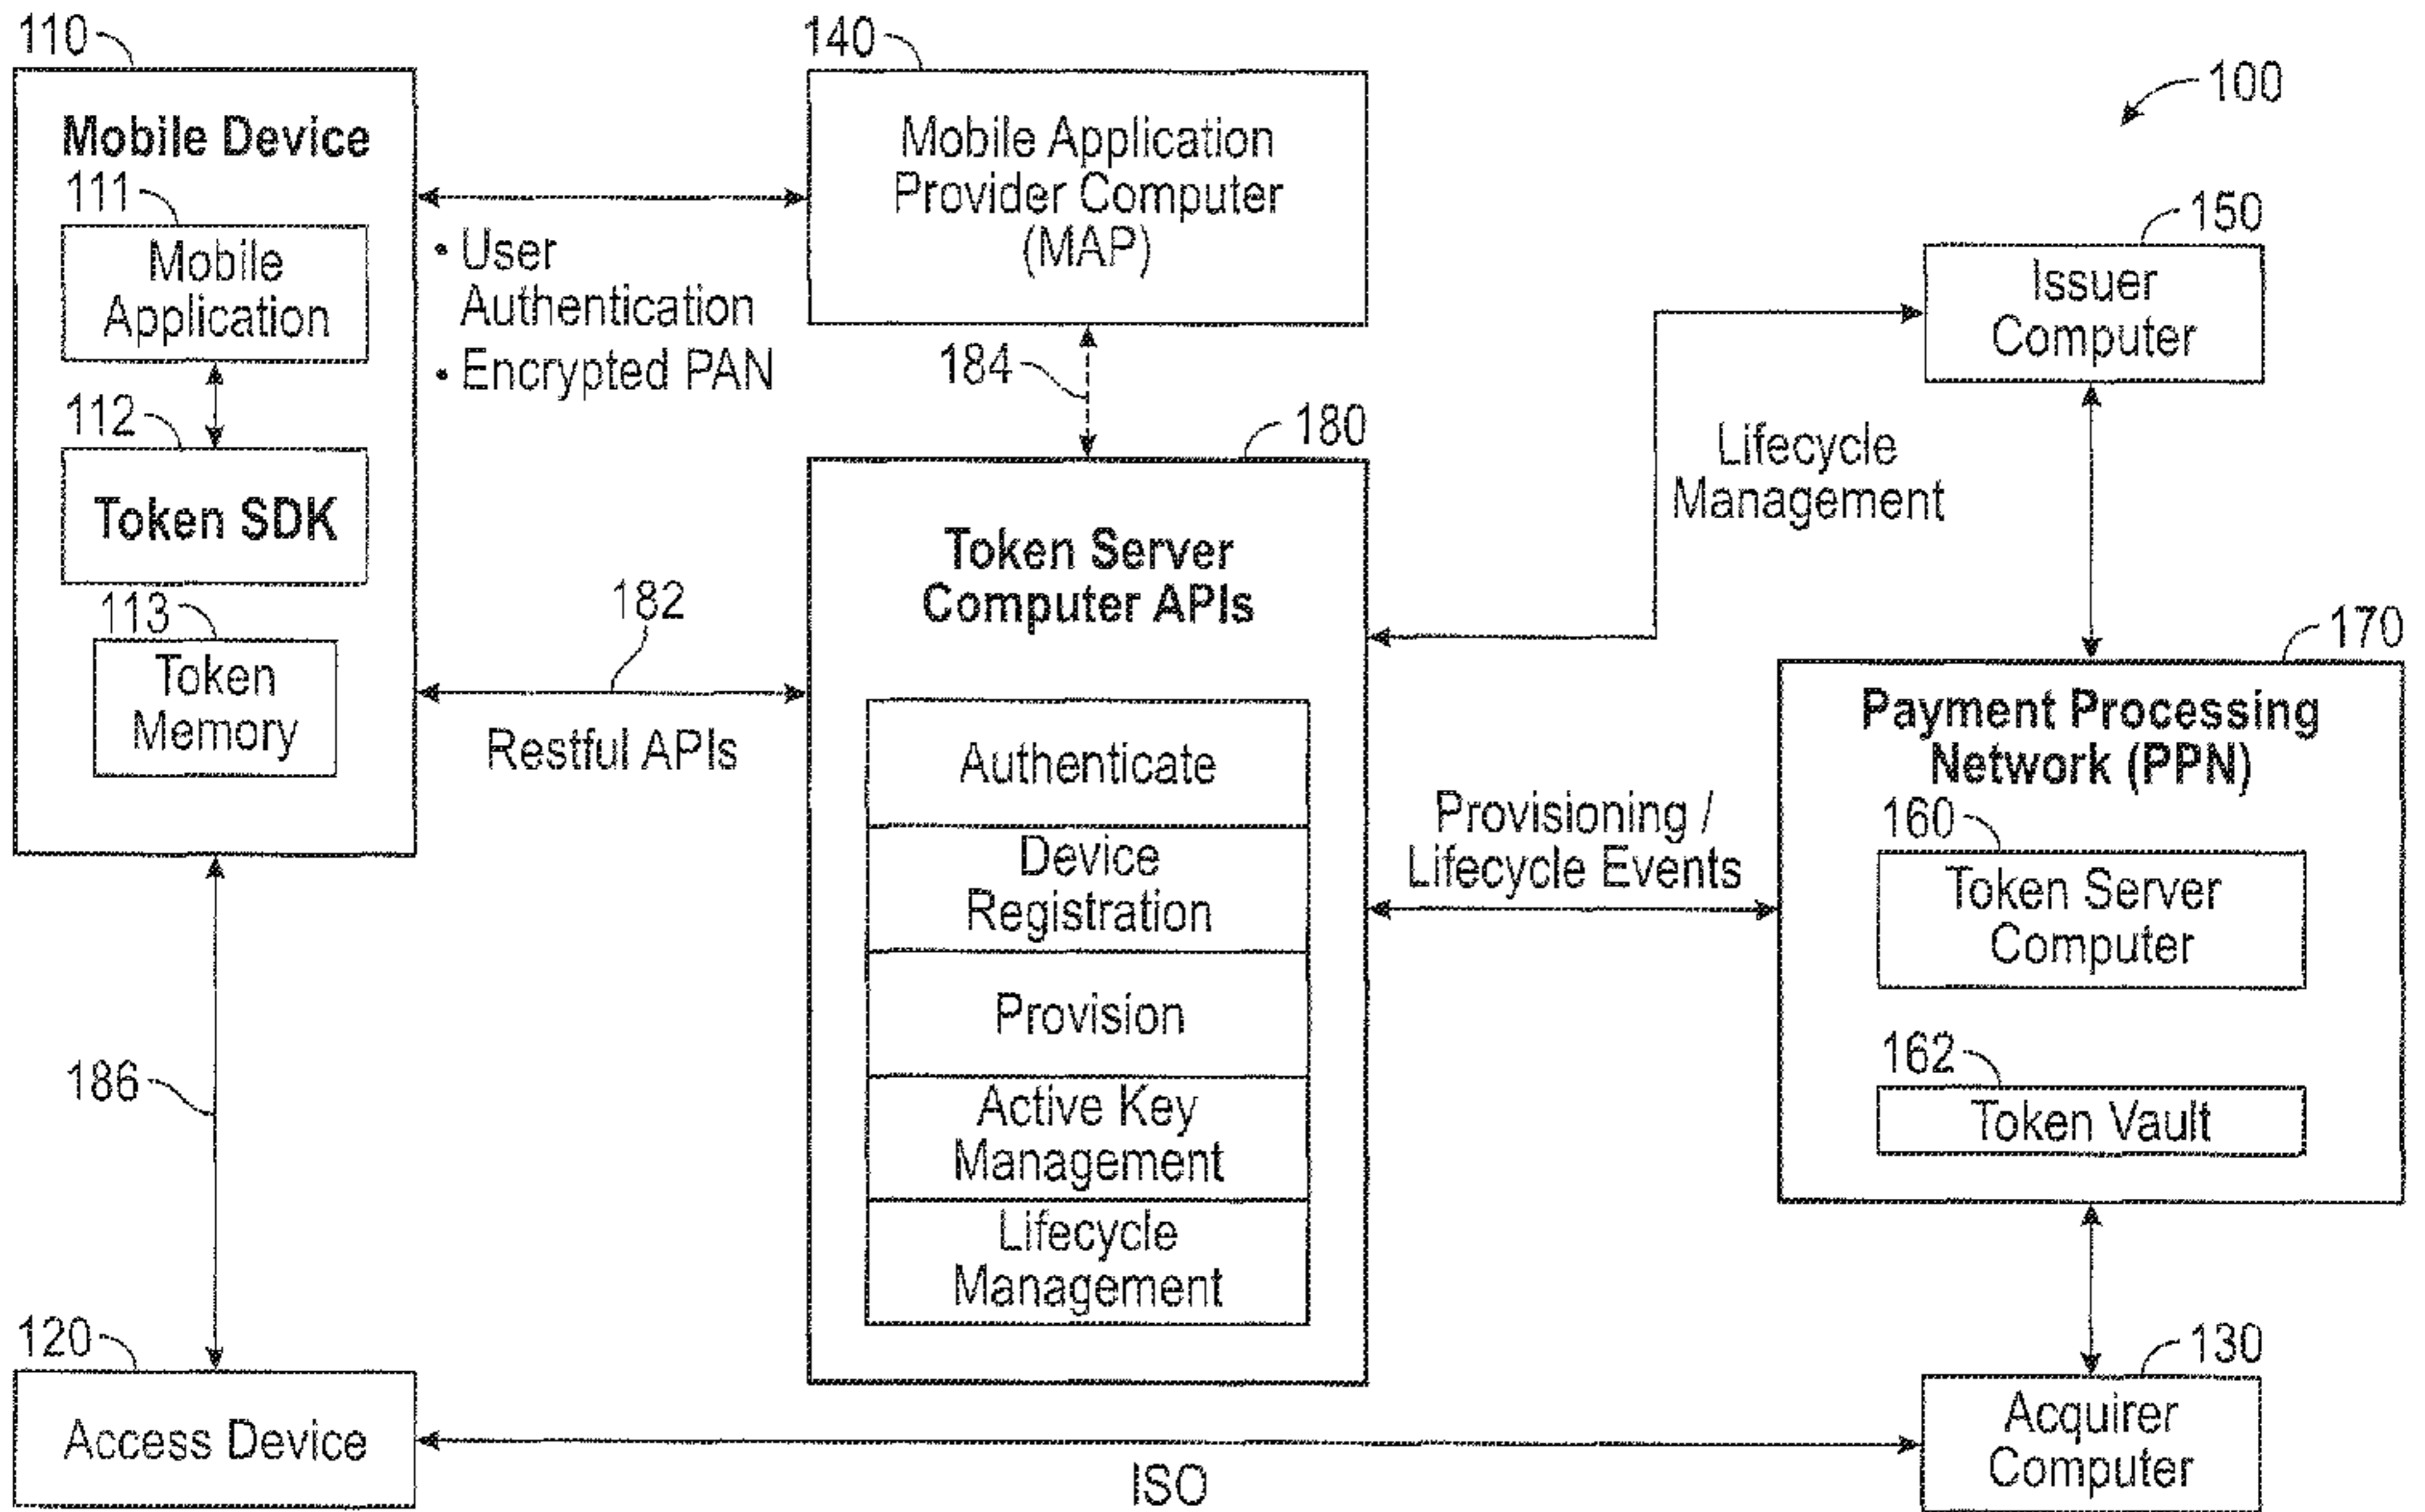 110
Mobile Device
111
Mobile
Application
112
Token SDK
113
Token
Memory
• User
Authentication
• Encrypted PAN
140
Mobile Application
Provider Computer
(MAP)
184
100
150
Issuer
Computer
Lifecycle
Management
180
Token Server
Computer APIs
Authenticate
Device
Registration
Provision
Active Key
Management
Lifecycle
Management
182
Restful APIs
Provisioning /
Lifecycle Events
170
Payment Processing
Network (PPN)
160
Token Server
Computer
162
Token Vault
186
120
Access Device
ISO
130
Acquirer
Computer